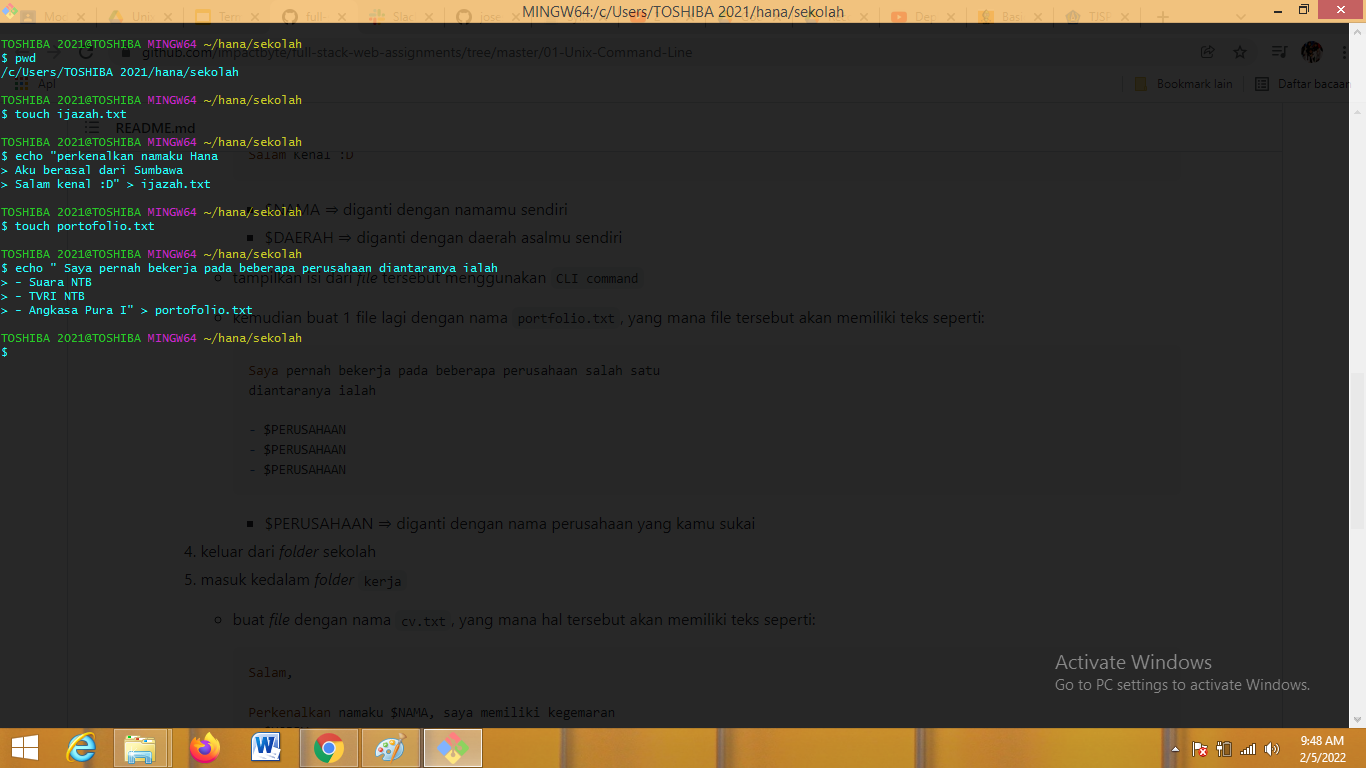 MINGW64:/c/Users/TOSHIBA 2021/hana/sekolah
TOSHIBA 2021@TOSHIBA MINGW64 ~/hana/sekolah
$ pwd
/c/Users/TOSHIBA 2021/hana/sekolah
github.com/impactbyte/full-stack-web-assignments/tree/master/01-Unix-Command-Line
Bookmark lain
Daftar bacaan
TOSHIBA 2021@TOSHIBA MINGW64 ~/hana/sekolah
$ touch ijazah.txt
README.md
TOSHIBA 2021@TOSHIBA MINGW64 ~/hana/sekolah
$ echo "perkenalkan namaku Hana
> Aku berasal dari Sumbawa
> Salam kenal :D" > ijazah.txt
Salam kenal :D
TOSHIBA 2021@TOSHIBA MINGW64 ~/hana/sekolah
$ touch portofolio.txt
$NAMA ⇒ diganti dengan namamu sendiri
$DAERAH ⇒ diganti dengan daerah asalmu sendiri
TOSHIBA 2021@TOSHIBA MINGW64 ~/hana/sekolah
$ echo " Saya pernah bekerja pada beberapa perusahaan diantaranya ialah
> - Suara NTB
> - TVRI NTB
> - Angkasa Pura I" > portofolio.txt
tampilkan isi dari file tersebut menggunakan CLI command
kemudian buat 1 file lagi dengan nama portfolio.txt, yang mana file tersebut akan memiliki teks seperti:
TOSHIBA 2021@TOSHIBA MINGW64 ~/hana/sekolah
$
Saya pernah bekerja pada beberapa perusahaan salah satu
diantaranya ialah
- $PERUSAHAAN
- $PERUSAHAAN
- $PERUSAHAAN
$PERUSAHAAN ⇒ diganti dengan nama perusahaan yang kamu sukai
4. keluar dari folder sekolah
5. masuk kedalam folder kerja
buat file dengan nama cv.txt, yang mana hal tersebut akan memiliki teks seperti:
Salam,
Perkenalkan namaku $NAMA, saya memiliki kegemaran
Activate Windows
Go to PC settings to activate Windows.
9:48 AM
2/5/2022